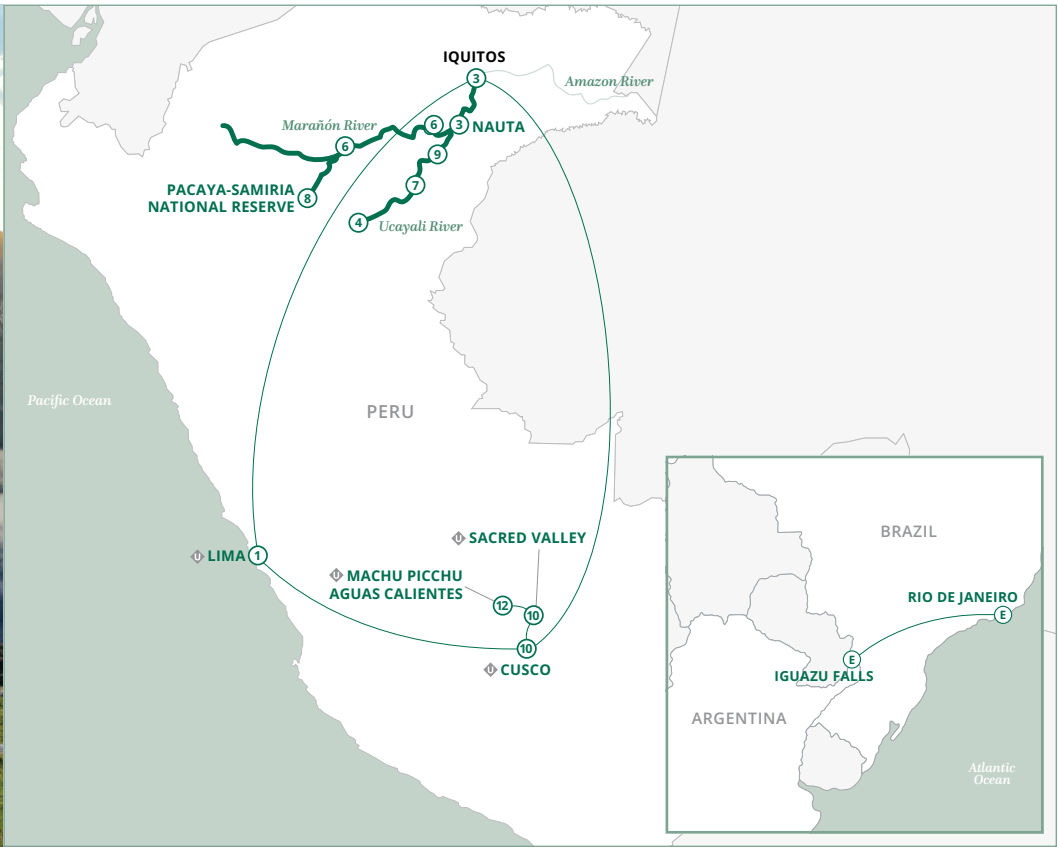 IQUITOS
3
Amazon River
Marañón River
6
3
NAUTA
6
9
PACAYA-SAMIRIA
NATIONAL RESERVE
8
7
4
Ucayali River
Pacific Ocean
PERU
U
SACRED VALLEY
U
LIMA
1
U
MACHU PICCHU
AGUAS CALIENTES
12
10
10
U
CUSCO
BRAZIL
RIO DE JANEIRO
E
E
IGUAZU FALLS
ARGENTINA
Atlantic
Ocean